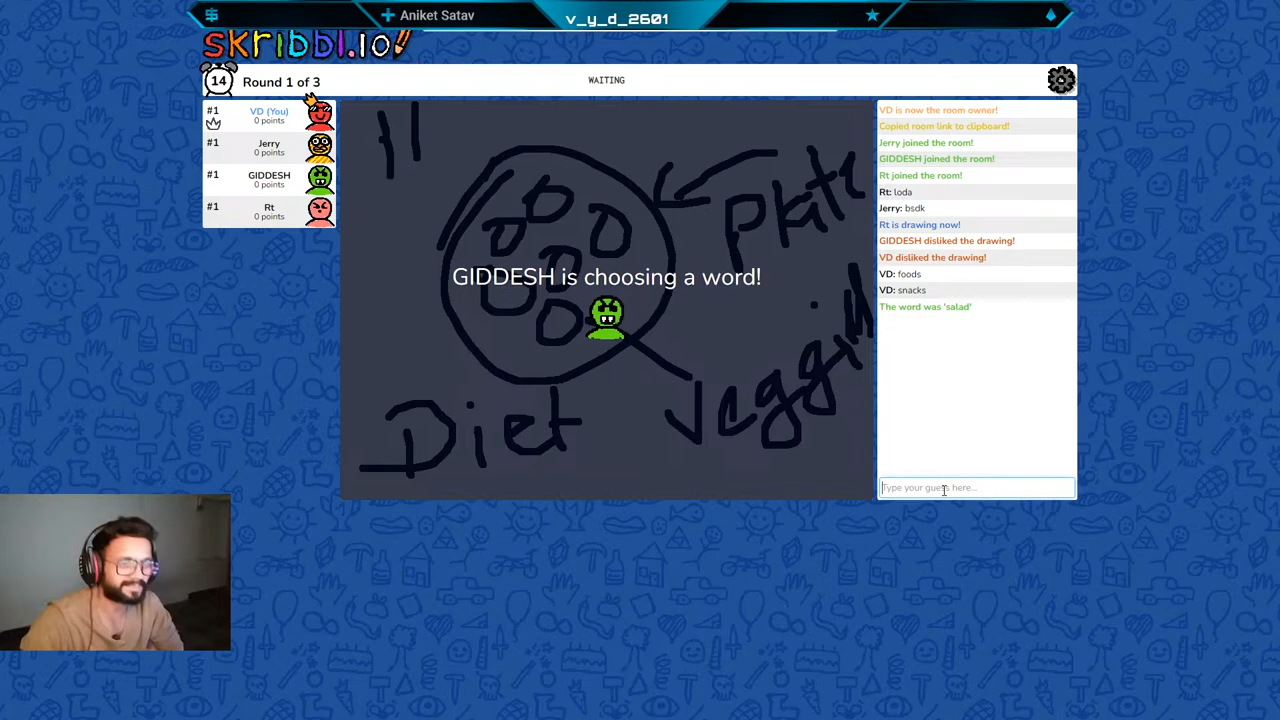 Aniket Satav
v_y_d_2601
skribbl.io
14
Round 1 of 3
WAITING
#1
VD (You)
0 points
#1
Jerry
0 points
#1
GIDDESH
0 points
#1
Rt
0 points
GIDDESH is choosing a word!
Diet
VD is now the room owner!
Copied room link to clipboard!
Jerry joined the room!
GIDDESH joined the room!
Rt joined the room!
Rt: loda
Jerry: bsdk
Rt is drawing now!
GIDDESH disliked the drawing!
VD disliked the drawing!
VD: foods
VD: snacks
The word was 'salad'
Type your guess here...